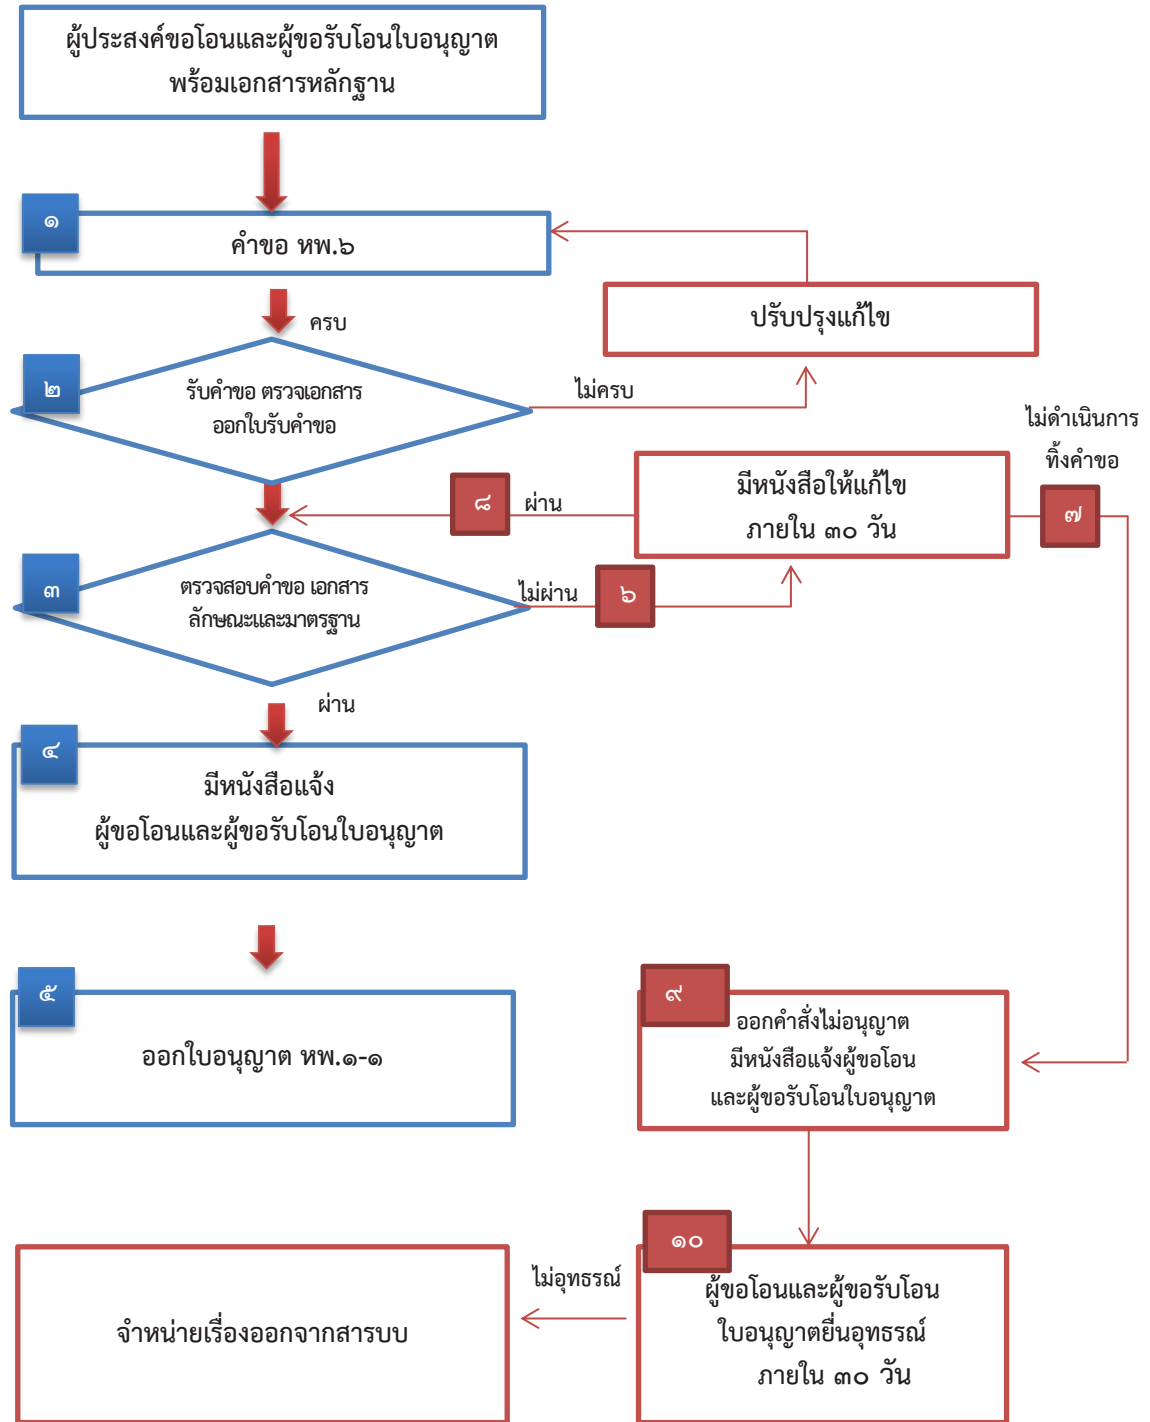 ผู้ประสงค์ขอโอนและผู้ขอรับโอนใบอนุญาต
พร้อมเอกสารหลักฐาน
๑
คำขอ หพ.๖
ปรับปรุงแก้ไข
ครบ
๒
รับคำขอ ตรวจเอกสาร
ออกใบรับคำขอ
ไม่ครบ
ไม่ดำเนินการ
ทิ้งคำขอ
มีหนังสือให้แก้ไข
ภายใน ๓๐ วัน
๗
๘
ผ่าน
๓
ตรวจสอบคำขอ เอกสาร
ลักษณะและมาตรฐาน
ไม่ผ่าน
๖
ผ่าน
๔
มีหนังสือแจ้ง
ผู้ขอโอนและผู้ขอรับโอนใบอนุญาต
๕
ออกใบอนุญาต หพ.๑-๑
๙
ออกคำสั่งไม่อนุญาต
มีหนังสือแจ้งผู้ขอโอน
และผู้ขอรับโอนใบอนุญาต
๑๐
ผู้ขอโอนและผู้ขอรับโอน
ใบอนุญาตยื่นอุทธรณ์
ภายใน ๓๐ วัน
ไม่อุทธรณ์
จำหน่ายเรื่องออกจากสารบบ